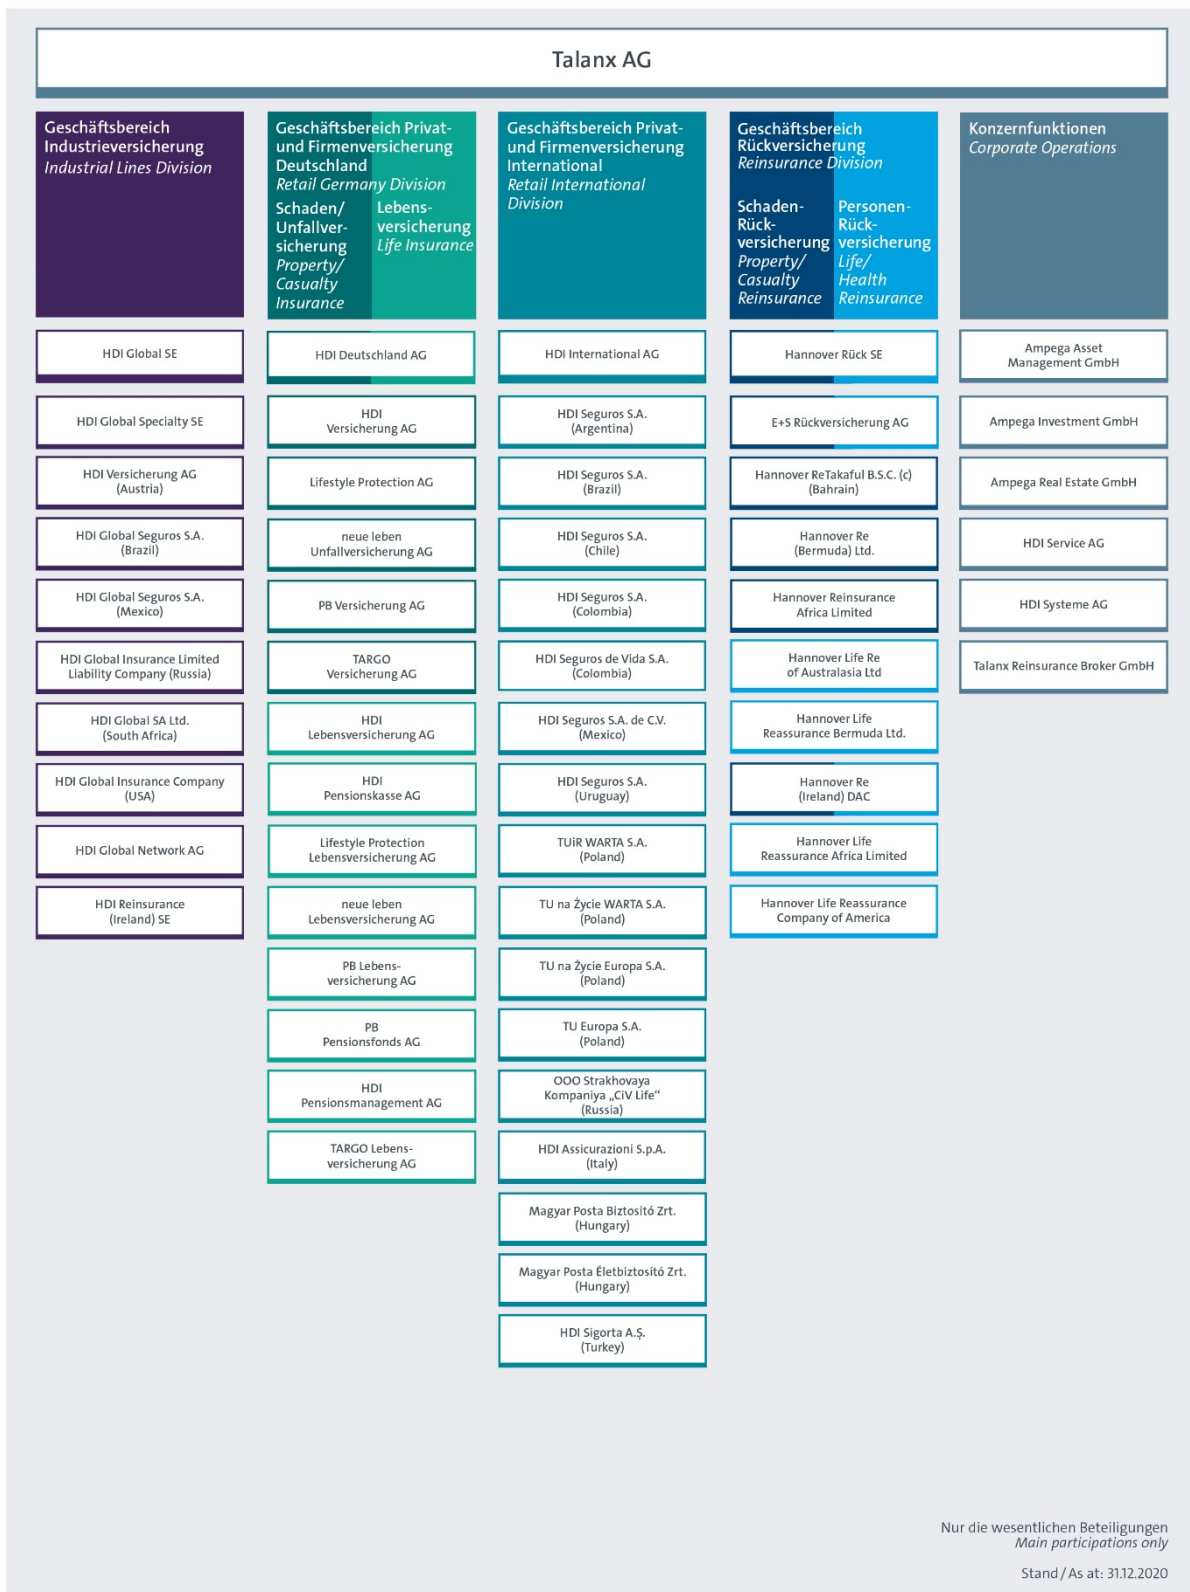 Talanx AG
Geschäftsbereich
Industrieversicherung
Industrial Lines Division
Geschäftsbereich Privat-
und Firmenversicherung
Deutschland
Retail Germany Division
Schaden/
Unfallver-
sicherung
Property/
Casualty
Insurance
Lebens-
versicherung
Life Insurance
Geschäftsbereich Privat-
und Firmenversicherung
International
Retail International
Division
Geschäftsbereich
Rückversicherung
Reinsurance Division
Schaden-
Rück-
versicherung
Property/
Casualty
Reinsurance
Personen-
Rück-
versicherung
Life/
Health
Reinsurance
Konzernfunktionen
Corporate Operations
HDI Global SE
HDI Global Specialty SE
HDI Versicherung AG
(Austria)
HDI Global Seguros S.A.
(Brazil)
HDI Global Seguros S.A.
(Mexico)
HDI Global Insurance Limited
Liability Company (Russia)
HDI Global SA Ltd.
(South Africa)
HDI Global Insurance Company
(USA)
HDI Global Network AG
HDI Reinsurance
(Ireland) SE
HDI Deutschland AG
HDI
Versicherung AG
Lifestyle Protection AG
neue leben
Unfallversicherung AG
PB Versicherung AG
TARGO
Versicherung AG
HDI
Lebensversicherung AG
HDI
Pensionskasse AG
Lifestyle Protection
Lebensversicherung AG
neue leben
Lebensversicherung AG
PB Lebens-
versicherung AG
PB
Pensionsfonds AG
HDI
Pensionsmanagement AG
TARGO Lebens-
versicherung AG
HDI International AG
HDI Seguros S.A.
(Argentina)
HDI Seguros S.A.
(Brazil)
HDI Seguros S.A.
(Chile)
HDI Seguros S.A.
(Colombia)
HDI Seguros de Vida S.A.
(Colombia)
HDI Seguros S.A. de C.V.
(Mexico)
HDI Seguros S.A.
(Uruguay)
TUiR WARTA S.A.
(Poland)
TU na Życie WARTA S.A.
(Poland)
TU na Życie Europa S.A.
(Poland)
TU Europa S.A.
(Poland)
OOO Strakhovaya
Kompaniya „CiV Life“
(Russia)
HDI Assicurazioni S.p.A.
(Italy)
Magyar Posta Biztosító Zrt.
(Hungary)
Magyar Posta Életbiztosító Zrt.
(Hungary)
HDI Sigorta A.Ş.
(Turkey)
Hannover Rück SE
E+S Rückversicherung AG
Hannover ReTakaful B.S.C. (c)
(Bahrain)
Hannover Re
(Bermuda) Ltd.
Hannover Reinsurance
Africa Limited
Hannover Life Re
of Australasia Ltd
Hannover Life
Reassurance Bermuda Ltd.
Hannover Re
(Ireland) DAC
Hannover Life
Reassurance Africa Limited
Hannover Life Reassurance
Company of America
Ampega Asset
Management GmbH
Ampega Investment GmbH
Ampega Real Estate GmbH
HDI Service AG
HDI Systeme AG
Talanx Reinsurance Broker GmbH
Nur die wesentlichen Beteiligungen
Main participations only
Stand / As at: 31.12.2020